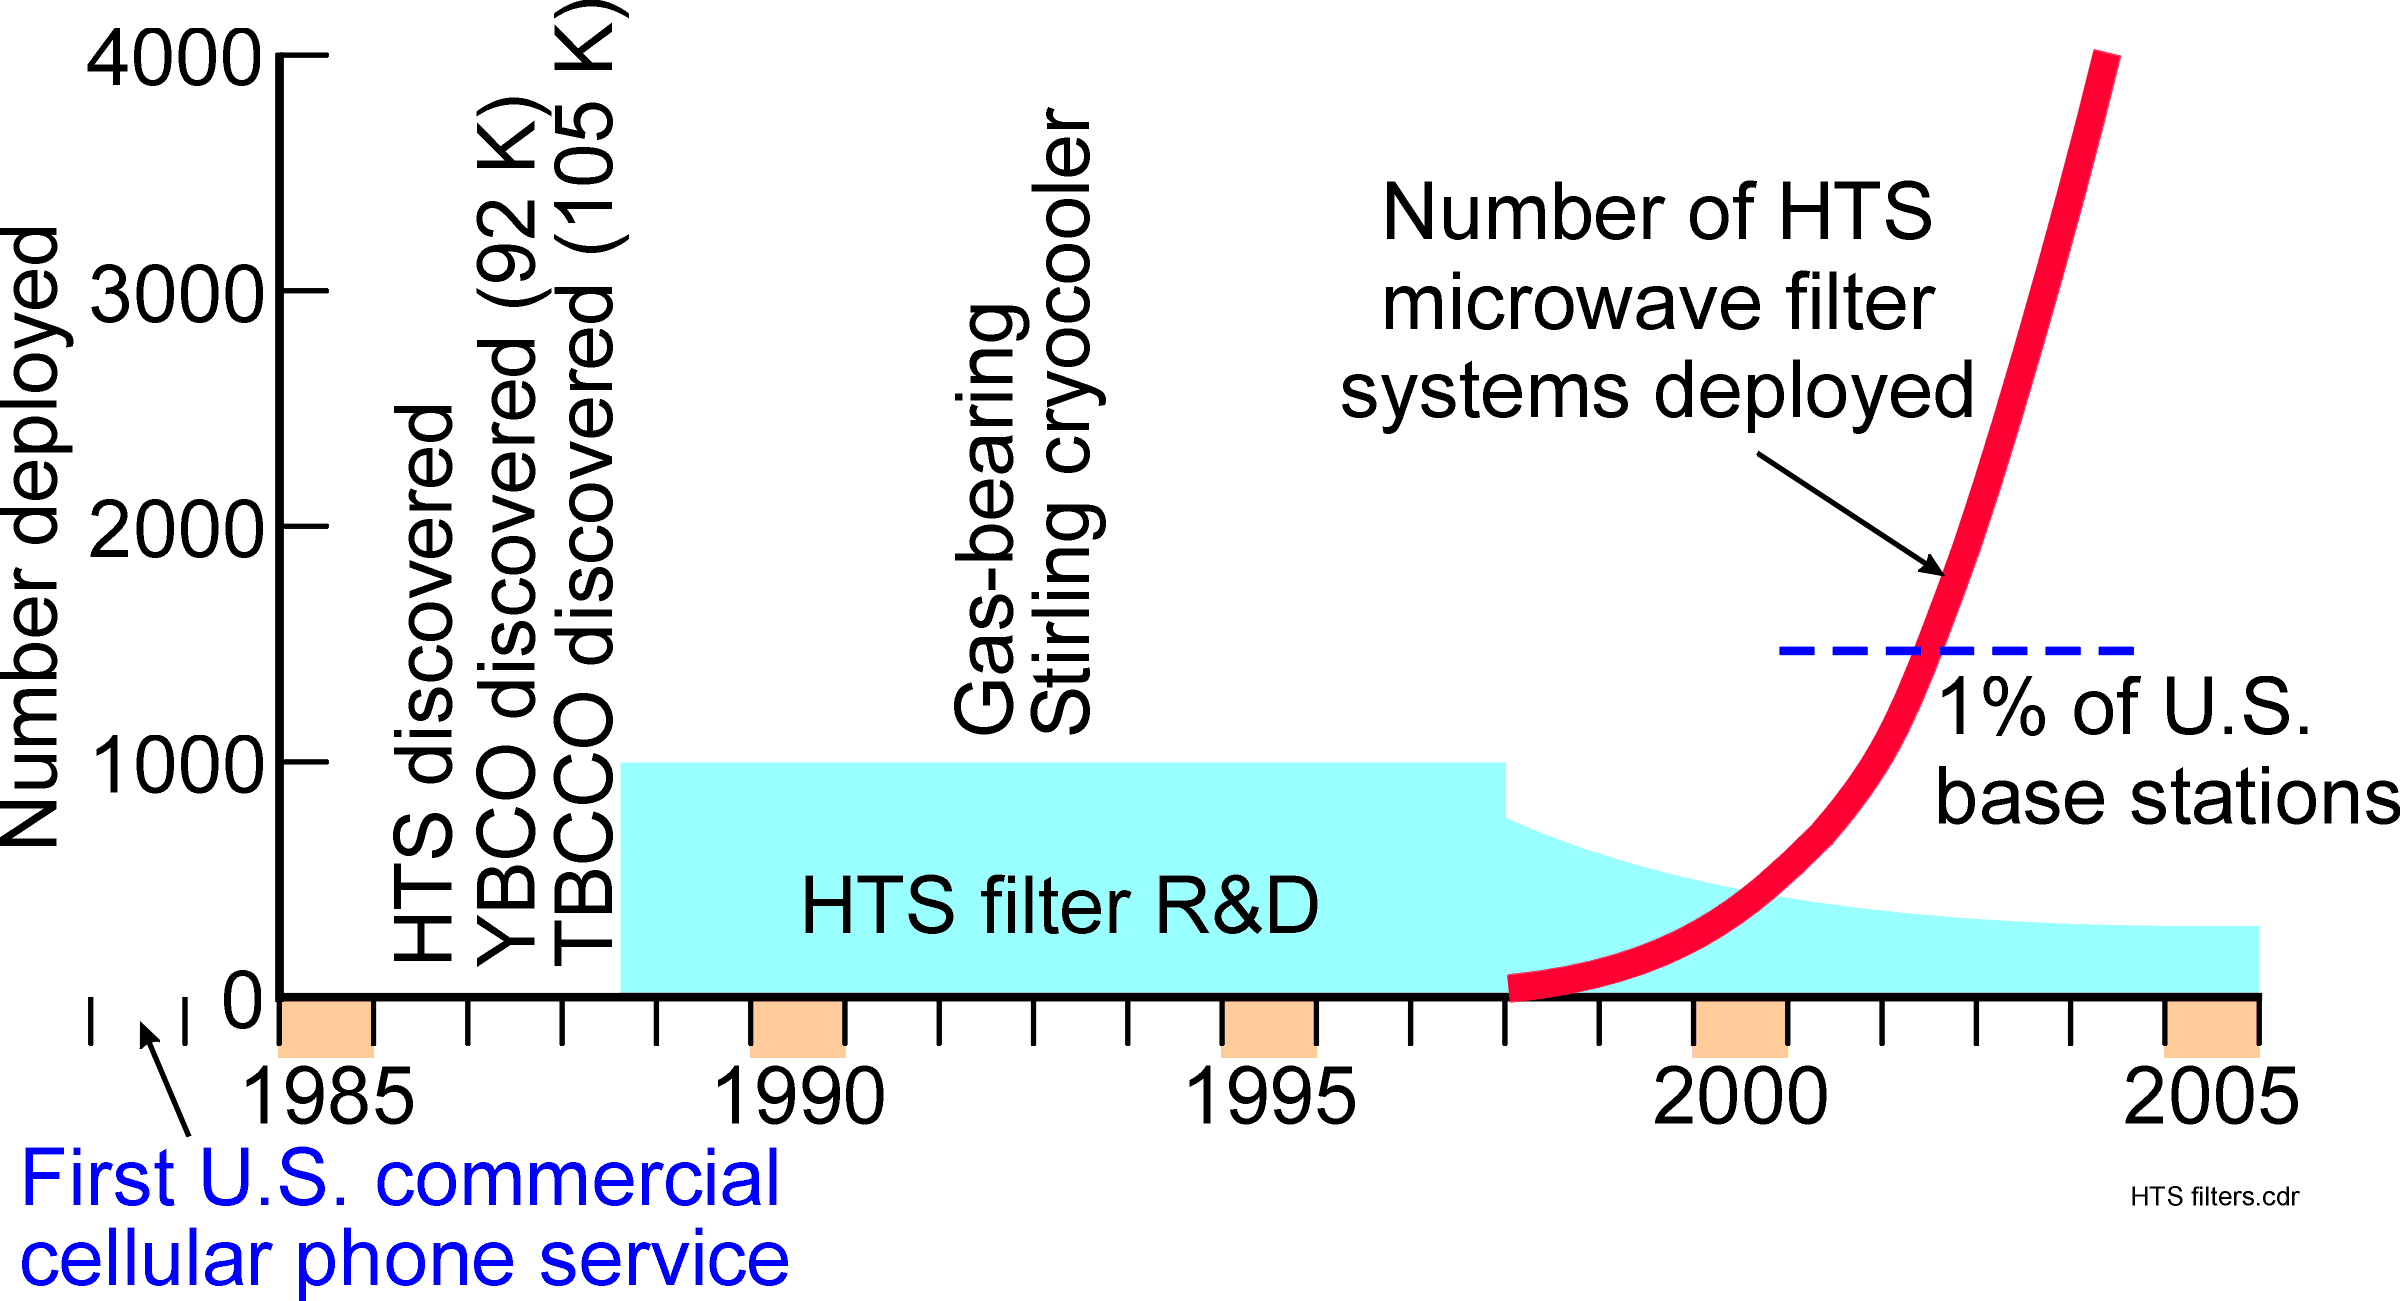 Number deployed
4000
3000
2000
1000
0
HTS discovered
YBCO discovered (92 K)
TBCCO discovered (105 K)
Gas-bearing
Stirling cryocooler
Number of HTS
microwave filter
systems deployed
1% of U.S.
base stations
HTS filter R&D
1985
1990
1995
2000
2005
First U.S. commercial
cellular phone service
HTS filters.cdr